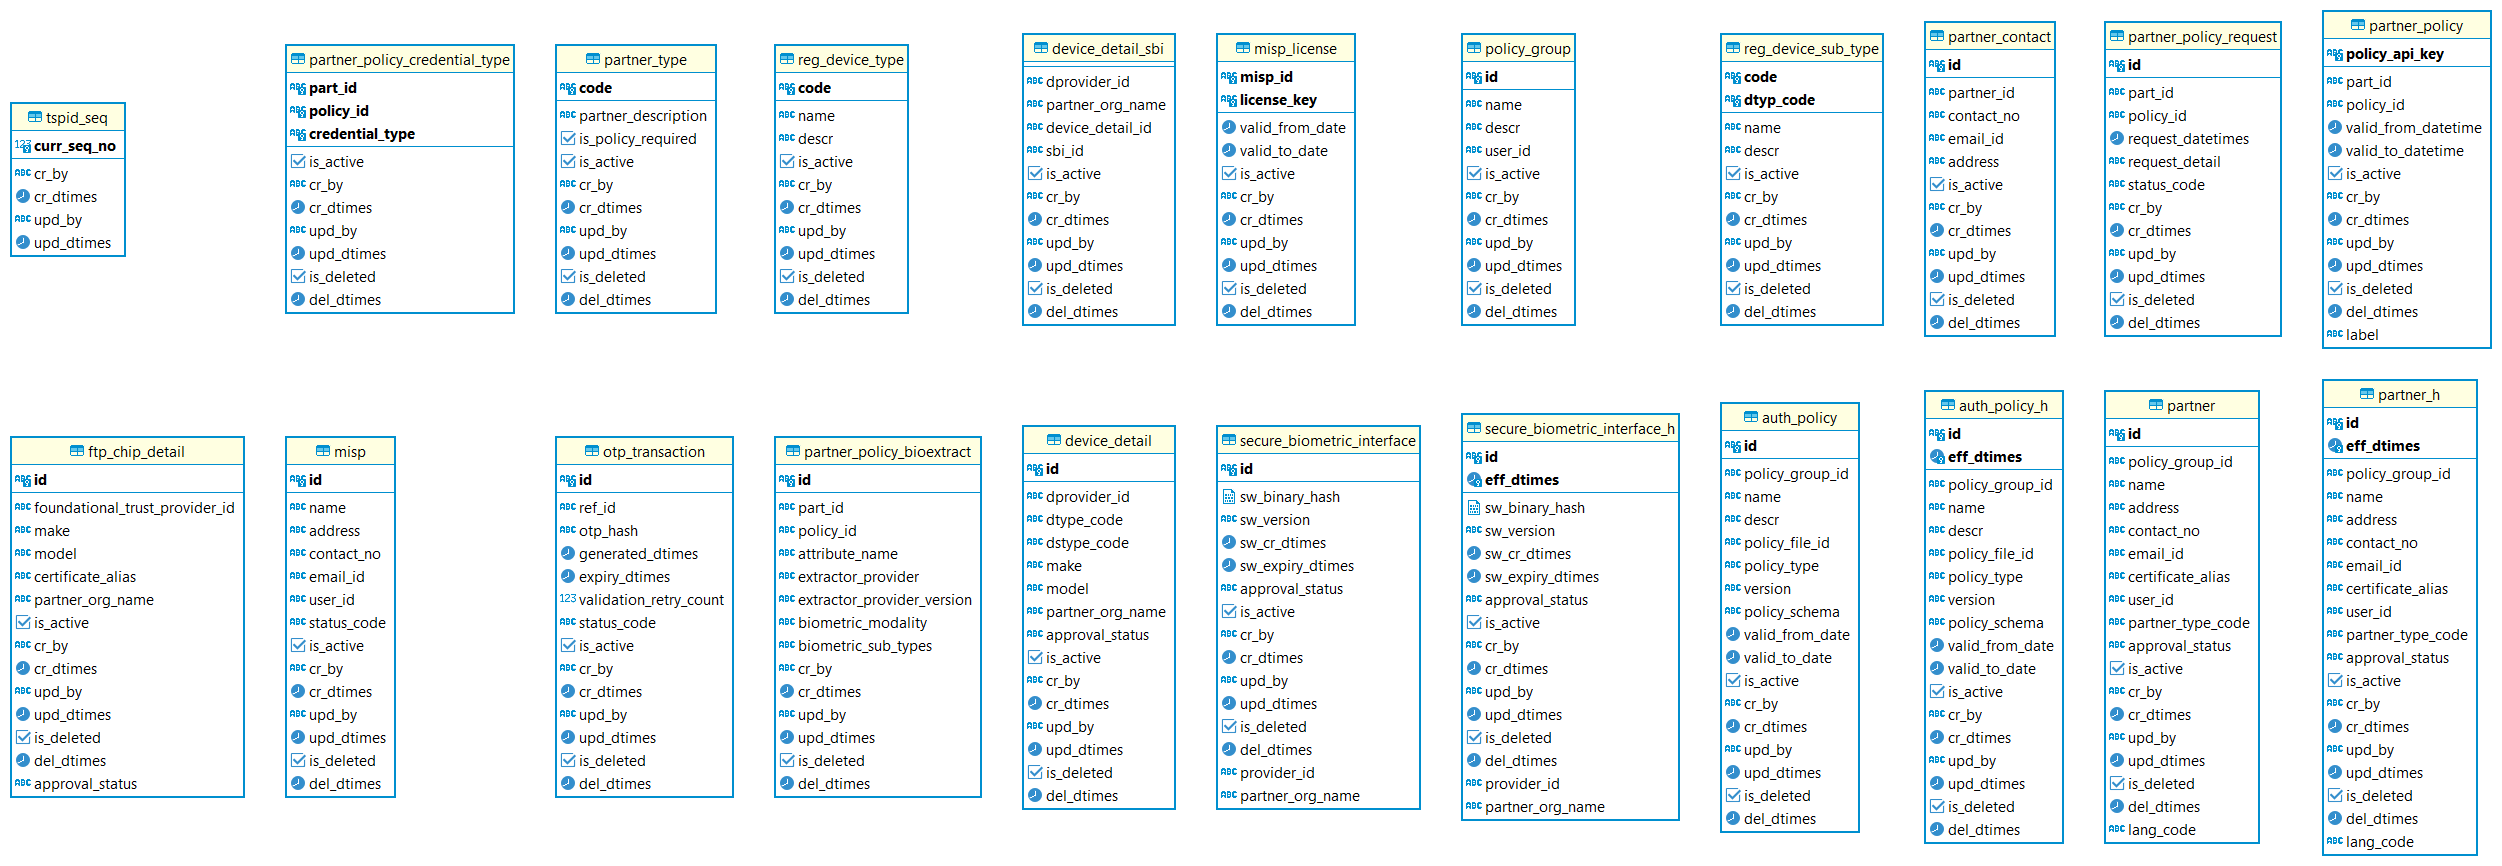 tspid_seq
curr_seq_no
cr_by
cr_dtimes
upd_by
upd_dtimes
partner_policy_credential_type
part_id
policy_id
credential_type
is_active
cr_by
cr_dtimes
upd_by
upd_dtimes
is_deleted
del_dtimes
partner_type
code
partner_description
is_policy_required
is_active
cr_by
cr_dtimes
upd_by
upd_dtimes
is_deleted
del_dtimes
reg_device_type
code
name
descr
is_active
cr_by
cr_dtimes
upd_by
upd_dtimes
is_deleted
del_dtimes
device_detail_sbi
dprovider_id
partner_org_name
device_detail_id
sbi_id
is_active
cr_by
cr_dtimes
upd_by
upd_dtimes
is_deleted
del_dtimes
misp_license
misp_id
license_key
valid_from_date
valid_to_date
is_active
cr_by
cr_dtimes
upd_by
upd_dtimes
is_deleted
del_dtimes
policy_group
id
name
descr
user_id
is_active
cr_by
cr_dtimes
upd_by
upd_dtimes
is_deleted
del_dtimes
reg_device_sub_type
code
dtyp_code
name
descr
is_active
cr_by
cr_dtimes
upd_by
upd_dtimes
is_deleted
del_dtimes
partner_contact
id
partner_id
contact_no
email_id
address
is_active
cr_by
cr_dtimes
upd_by
upd_dtimes
is_deleted
del_dtimes
partner_policy_request
id
part_id
policy_id
request_datetimes
request_detail
status_code
cr_by
cr_dtimes
upd_by
upd_dtimes
is_deleted
del_dtimes
partner_policy
policy_api_key
part_id
policy_id
valid_from_datetime
valid_to_datetime
is_active
cr_by
cr_dtimes
upd_by
upd_dtimes
is_deleted
del_dtimes
label
ftp_chip_detail
id
foundational_trust_provider_id
make
model
certificate_alias
partner_org_name
is_active
cr_by
cr_dtimes
upd_by
upd_dtimes
is_deleted
del_dtimes
approval_status
misp
id
name
address
contact_no
email_id
user_id
status_code
is_active
cr_by
cr_dtimes
upd_by
upd_dtimes
is_deleted
del_dtimes
otp_transaction
id
ref_id
otp_hash
generated_dtimes
expiry_dtimes
validation_retry_count
status_code
is_active
cr_by
cr_dtimes
upd_by
upd_dtimes
is_deleted
del_dtimes
partner_policy_bioextract
id
part_id
policy_id
attribute_name
extractor_provider
extractor_provider_version
biometric_modality
biometric_sub_types
cr_by
cr_dtimes
upd_by
upd_dtimes
is_deleted
del_dtimes
device_detail
id
dprovider_id
dtype_code
dstype_code
make
model
partner_org_name
approval_status
is_active
cr_by
cr_dtimes
upd_by
upd_dtimes
is_deleted
del_dtimes
secure_biometric_interface
id
sw_binary_hash
sw_version
sw_cr_dtimes
sw_expiry_dtimes
approval_status
is_active
cr_by
cr_dtimes
upd_by
upd_dtimes
is_deleted
del_dtimes
provider_id
partner_org_name
secure_biometric_interface_h
id
eff_dtimes
sw_binary_hash
sw_version
sw_cr_dtimes
sw_expiry_dtimes
approval_status
is_active
cr_by
cr_dtimes
upd_by
upd_dtimes
is_deleted
del_dtimes
provider_id
partner_org_name
auth_policy
id
policy_group_id
name
descr
policy_file_id
policy_type
version
policy_schema
valid_from_date
valid_to_date
is_active
cr_by
cr_dtimes
upd_by
upd_dtimes
is_deleted
del_dtimes
auth_policy_h
id
eff_dtimes
policy_group_id
name
descr
policy_file_id
policy_type
version
policy_schema
valid_from_date
valid_to_date
is_active
cr_by
cr_dtimes
upd_by
upd_dtimes
is_deleted
del_dtimes
partner
id
policy_group_id
name
address
contact_no
email_id
certificate_alias
user_id
partner_type_code
approval_status
is_active
cr_by
cr_dtimes
upd_by
upd_dtimes
is_deleted
del_dtimes
lang_code
partner_h
id
eff_dtimes
policy_group_id
name
address
contact_no
email_id
certificate_alias
user_id
partner_type_code
approval_status
is_active
cr_by
cr_dtimes
upd_by
upd_dtimes
is_deleted
del_dtimes
lang_code